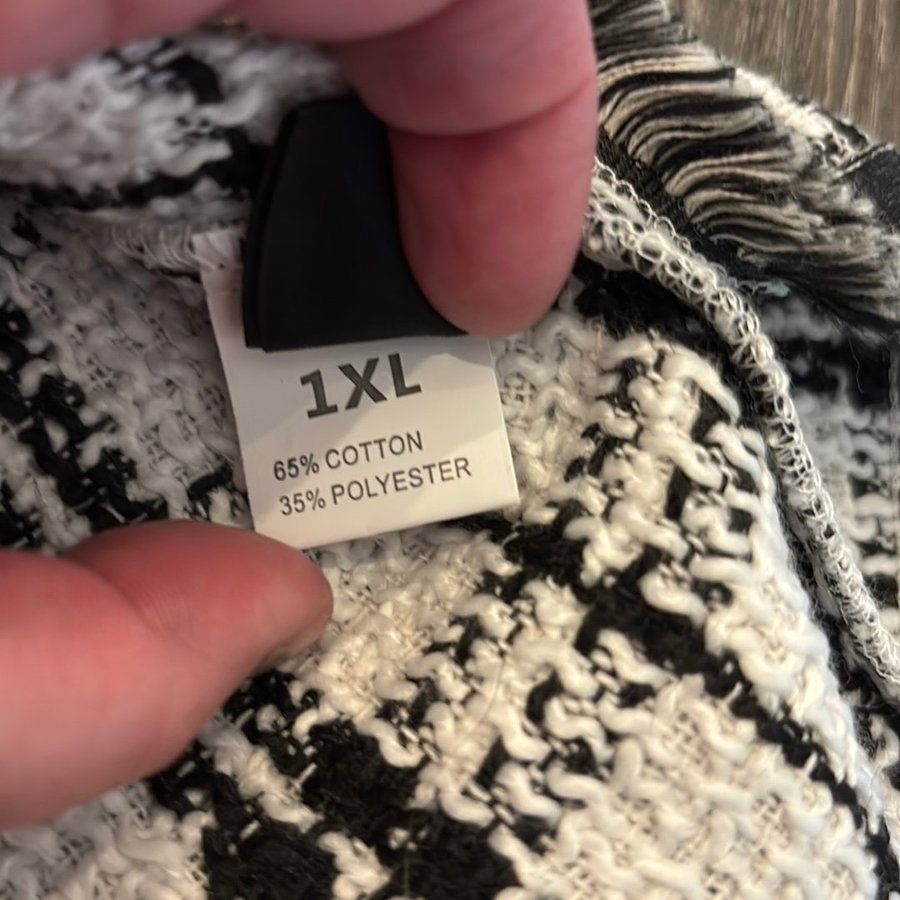 1XL
65% COTTON
35% POLYESTER